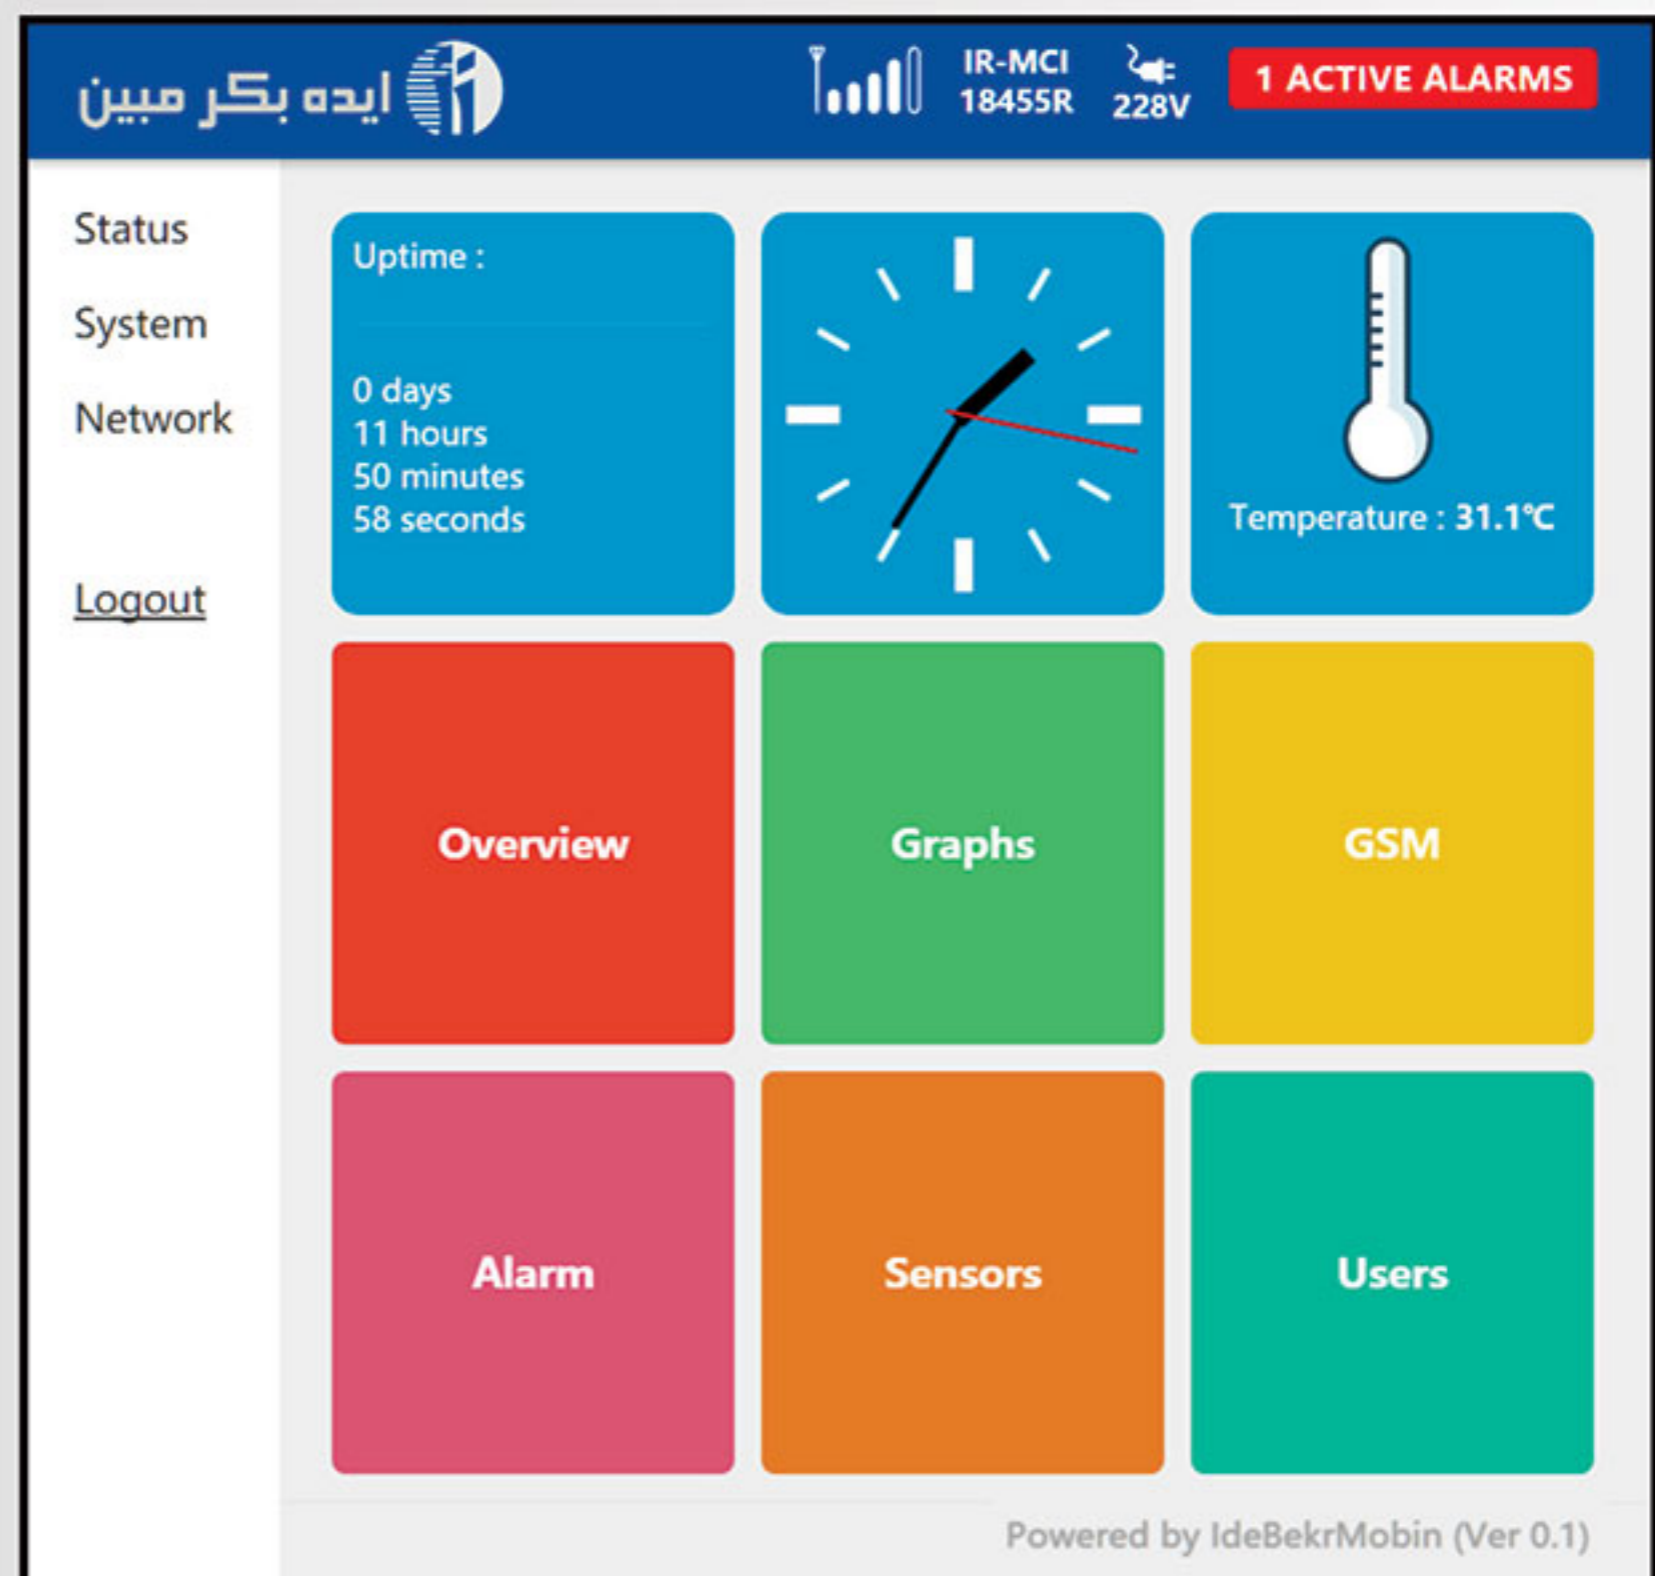 ایده بکر مبین
IR-MCI
18455R
228V
1 ACTIVE ALARMS
Status
System
Network
Logout
Uptime :
0 days
11 hours
50 minutes
58 seconds
Temperature : 31.1℃
Overview
Graphs
GSM
Alarm
Sensors
Users
Powered by IdeBekrMobin (Ver 0.1)